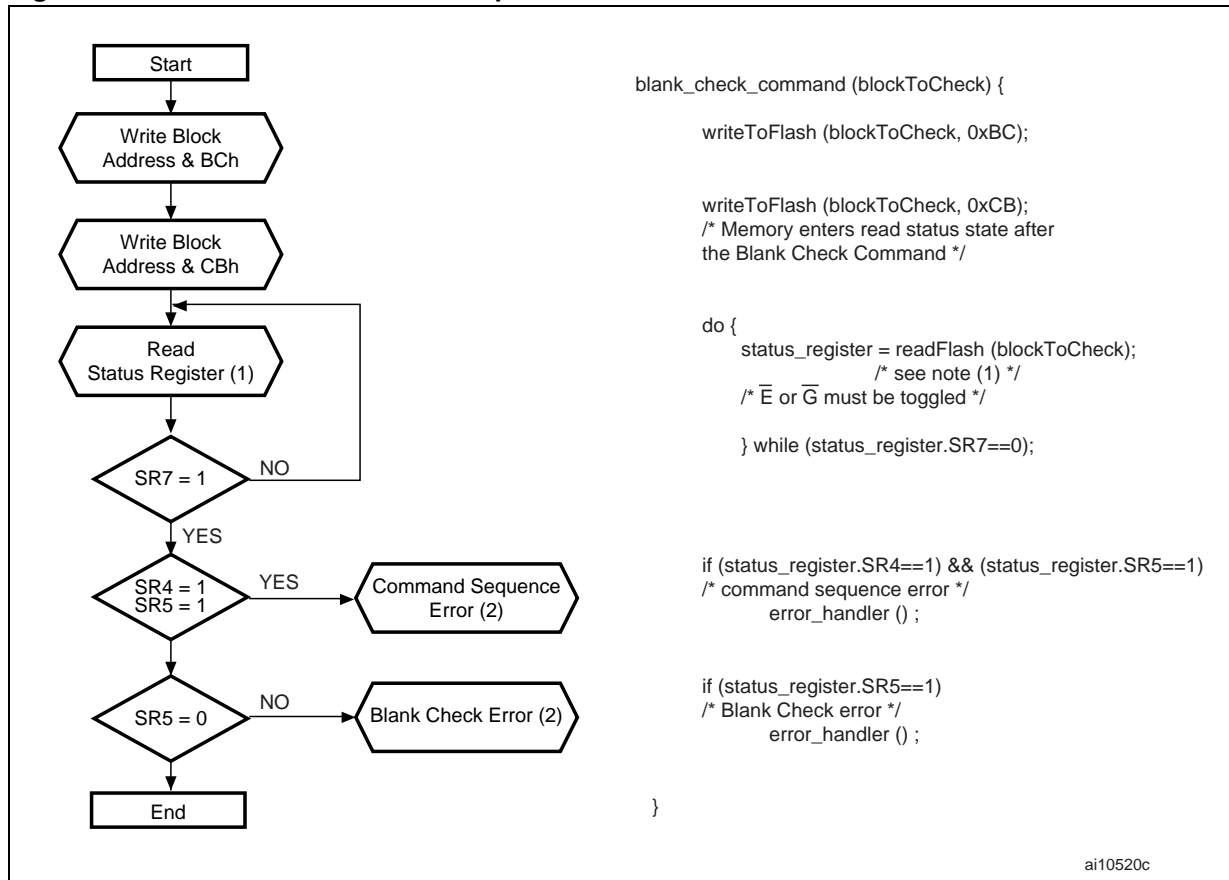 Start
Write Block
Address & BCh
Write Block
Address & CBh
Read
Status Register (1)
SR7 = 1
NO
YES
SR4 = 1
SR5 = 1
YES
Command Sequence
Error (2)
SR5 = 0
NO
Blank Check Error (2)
End
blank_check_command (blockToCheck) {
writeToFlash (blockToCheck, 0xBC);
writeToFlash (blockToCheck, 0xCB);
/* Memory enters read status state after
the Blank Check Command */
do {
status_register = readFlash (blockToCheck);
/* see note (1) */
/* E̅ or G̅ must be toggled */
} while (status_register.SR7==0);
if (status_register.SR4==1) && (status_register.SR5==1)
/* command sequence error */
error_handler () ;
if (status_register.SR5==1)
/* Blank Check error */
error_handler () ;
}
ai10520c